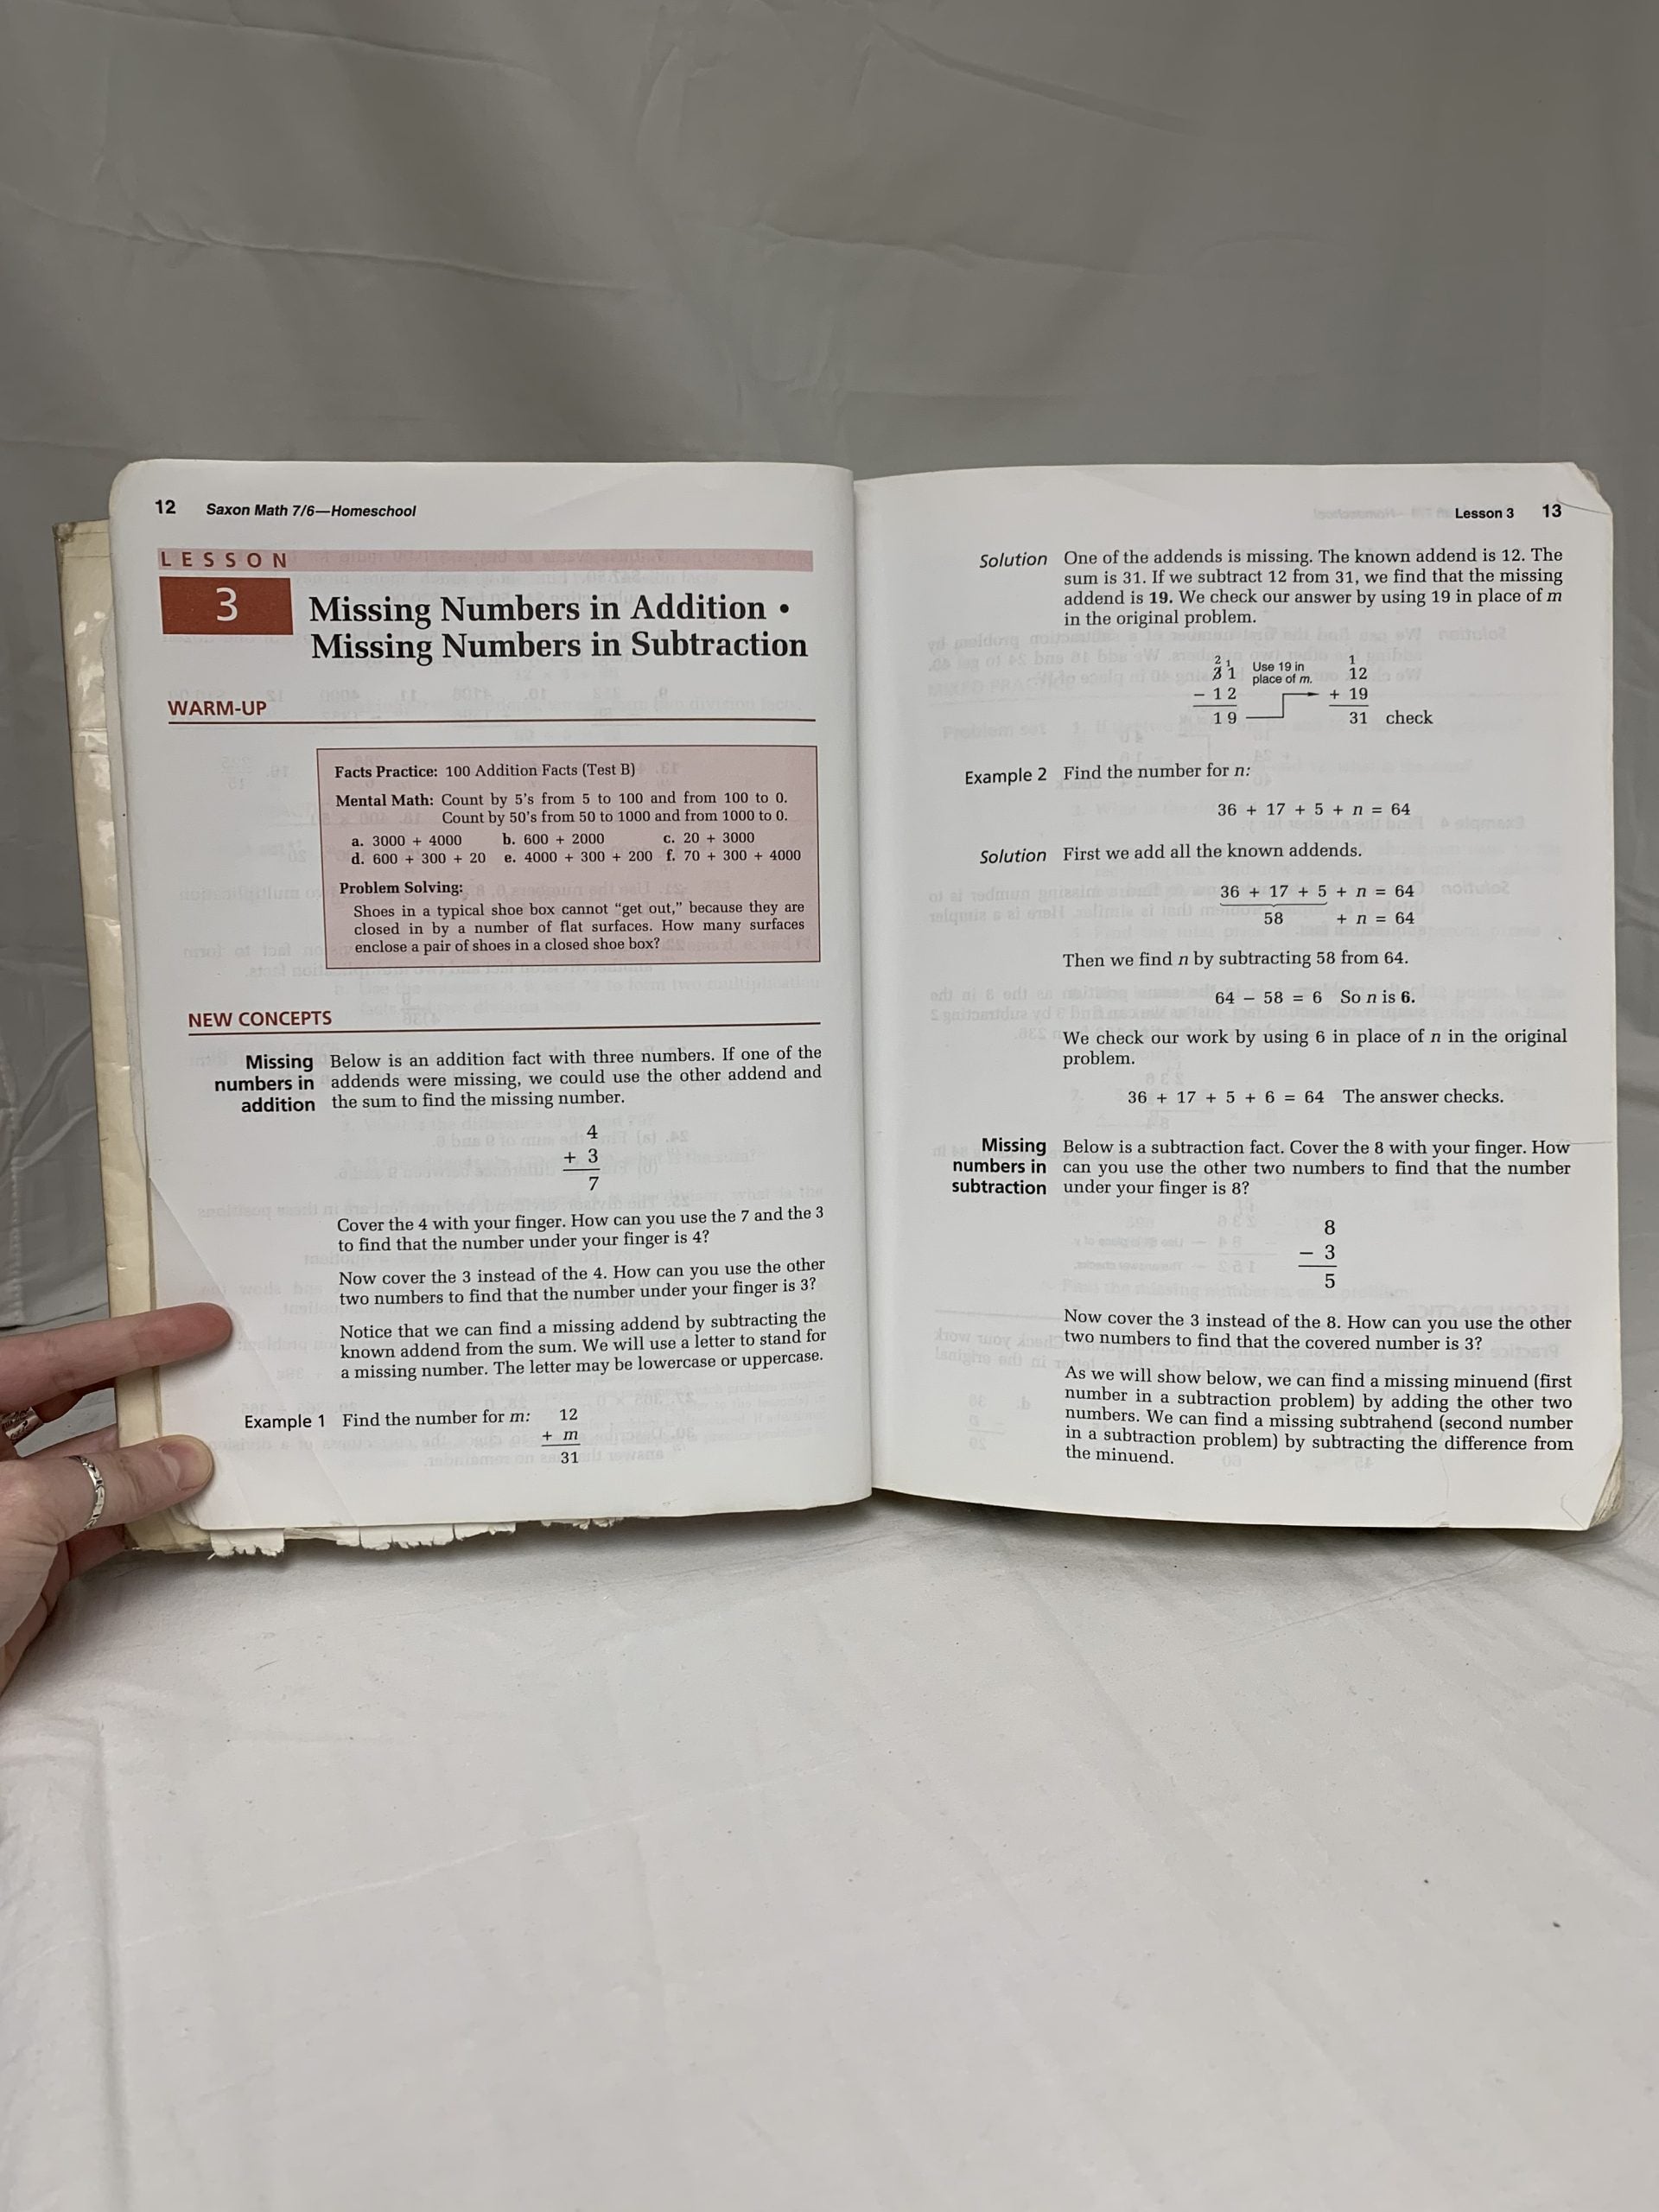 12 Saxon Math 7/6—Homeschool
LESSON
3
Missing Numbers in Addition •
Missing Numbers in Subtraction
WARM-UP
Facts Practice: 100 Addition Facts (Test B)
Mental Math: Count by 5's from 5 to 100 and from 100 to 0.
Count by 50's from 50 to 1000 and from 1000 to 0.
a. 3000 + 4000 b. 600 + 2000 c. 20 + 3000
d. 600 + 300 + 20 e. 4000 + 300 + 200 f. 70 + 300 + 4000
Problem Solving:
Shoes in a typical shoe box cannot “get out,” because they are
closed in by a number of flat surfaces. How many surfaces
enclose a pair of shoes in a closed shoe box?
NEW CONCEPTS
Missing numbers in addition
Below is an addition fact with three numbers. If one of the
addends were missing, we could use the other addend and
the sum to find the missing number.
4
+ 3
7
Cover the 4 with your finger. How can you use the 7 and the 3
to find that the number under your finger is 4?
Now cover the 3 instead of the 4. How can you use the other
two numbers to find that the number under your finger is 3?
Notice that we can find a missing addend by subtracting the
known addend from the sum. We will use a letter to stand for
a missing number. The letter may be lowercase or uppercase.
Example 1 Find the number for m: 12
+ m
31
Lesson 3 13
Solution One of the addends is missing. The known addend is 12. The
sum is 31. If we subtract 12 from 31, we find that the missing
addend is 19. We check our answer by using 19 in place of m
in the original problem.
2 1 1
31 Use 19 in place of m. 12
- 12 + 19
19 31 check
Example 2 Find the number for n:
36 + 17 + 5 + n = 64
Solution First we add all the known addends.
36 + 17 + 5 + n = 64
58 + n = 64
Then we find n by subtracting 58 from 64.
64 − 58 = 6 So n is 6.
We check our work by using 6 in place of n in the original
problem.
36 + 17 + 5 + 6 = 64 The answer checks.
Missing numbers in subtraction
Below is a subtraction fact. Cover the 8 with your finger. How
can you use the other two numbers to find that the number
under your finger is 8?
8
− 3
5
Now cover the 3 instead of the 8. How can you use the other
two numbers to find that the covered number is 3?
As we will show below, we can find a missing minuend (first
number in a subtraction problem) by adding the other two
numbers. We can find a missing subtrahend (second number
in a subtraction problem) by subtracting the difference from
the minuend.